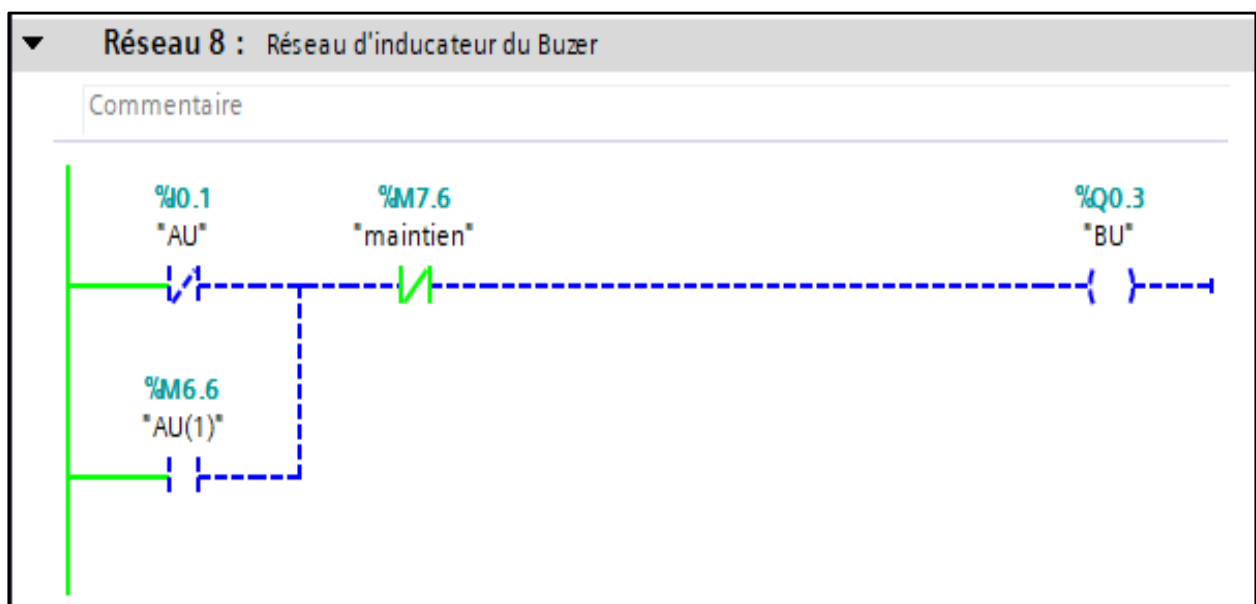 Réseau 8 : Réseau d'inducateur du Buzer
Commentaire
%I0.1 %M7.6 %Q0.3
"AU" "maintien" "BU"
%M6.6
"AU(1)"